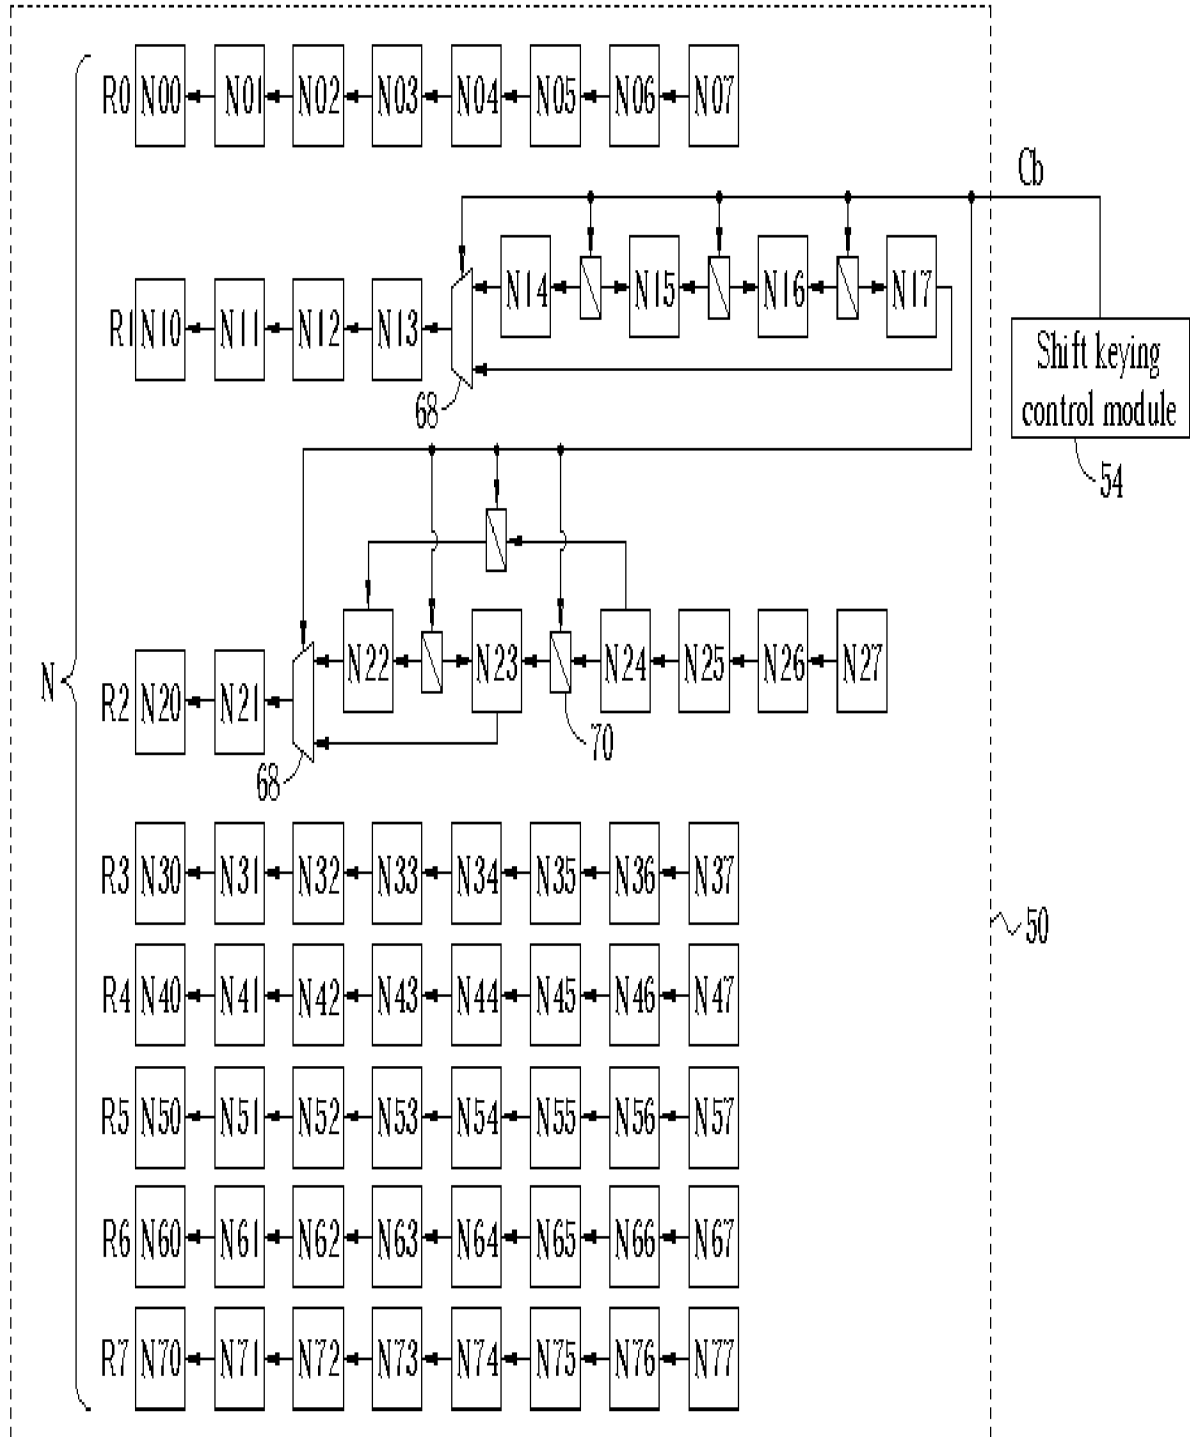 R0 N00 N01 N02 N03 N04 N05 N06 N07
Cb
N14 N15 N16 N17
R1 N10 N11 N12 N13
68
Shift keying
control module
54
N
N22 N23 N24 N25 N26 N27
R2 N20 N21
70
68
R3 N30 N31 N32 N33 N34 N35 N36 N37
50
R4 N40 N41 N42 N43 N44 N45 N46 N47
R5 N50 N51 N52 N53 N54 N55 N56 N57
R6 N60 N61 N62 N63 N64 N65 N66 N67
R7 N70 N71 N72 N73 N74 N75 N76 N77